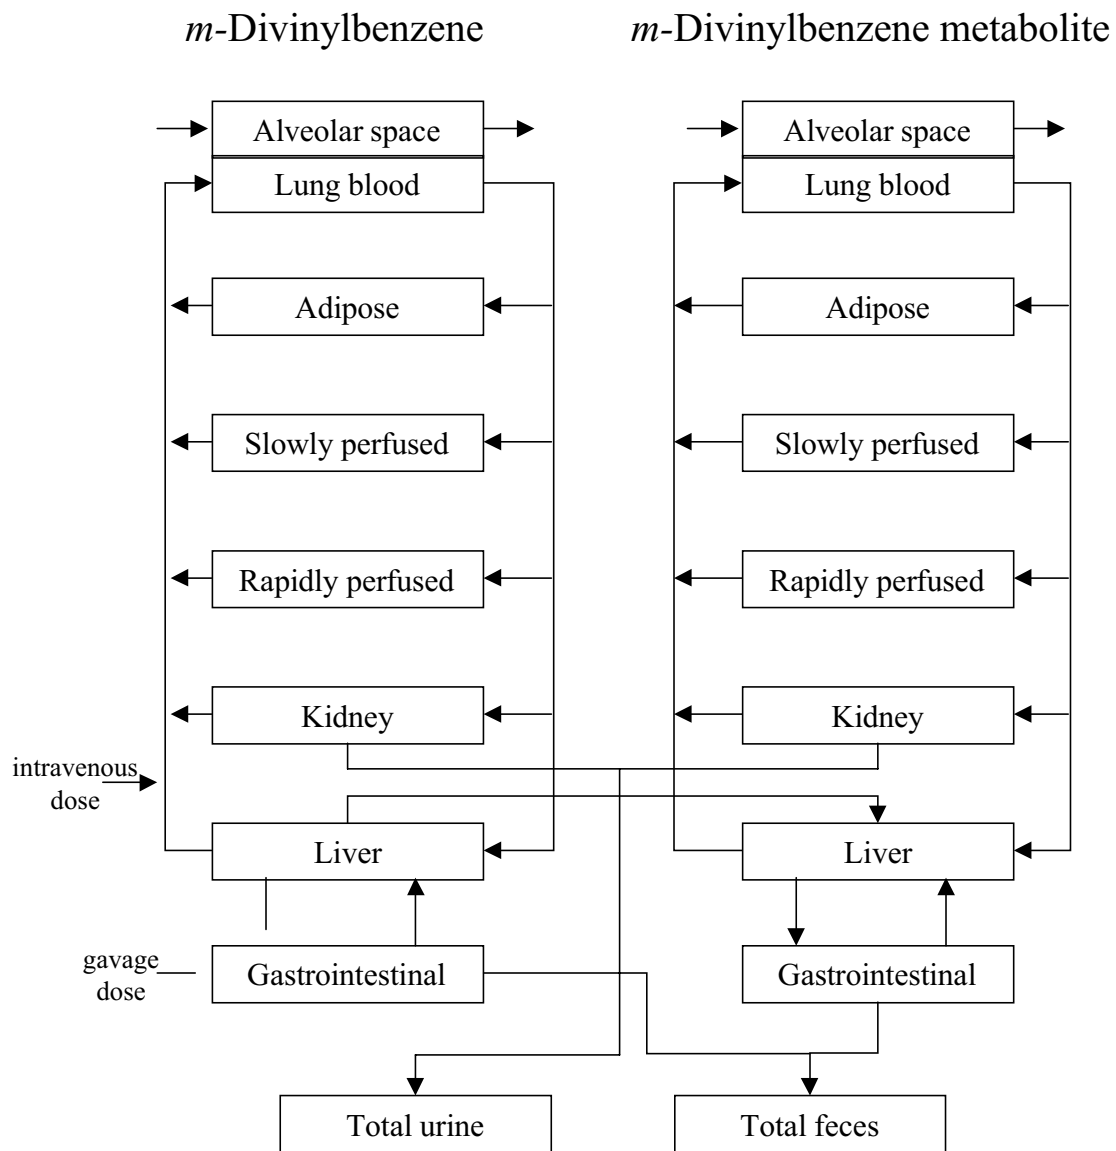 m-Divinylbenzene
m-Divinylbenzene metabolite
Alveolar space
Alveolar space
Lung blood
Lung blood
Adipose
Adipose
Slowly perfused
Slowly perfused
Rapidly perfused
Rapidly perfused
Kidney
Kidney
intravenous
dose
Liver
Liver
gavage
dose
Gastrointestinal
Gastrointestinal
Total urine
Total feces